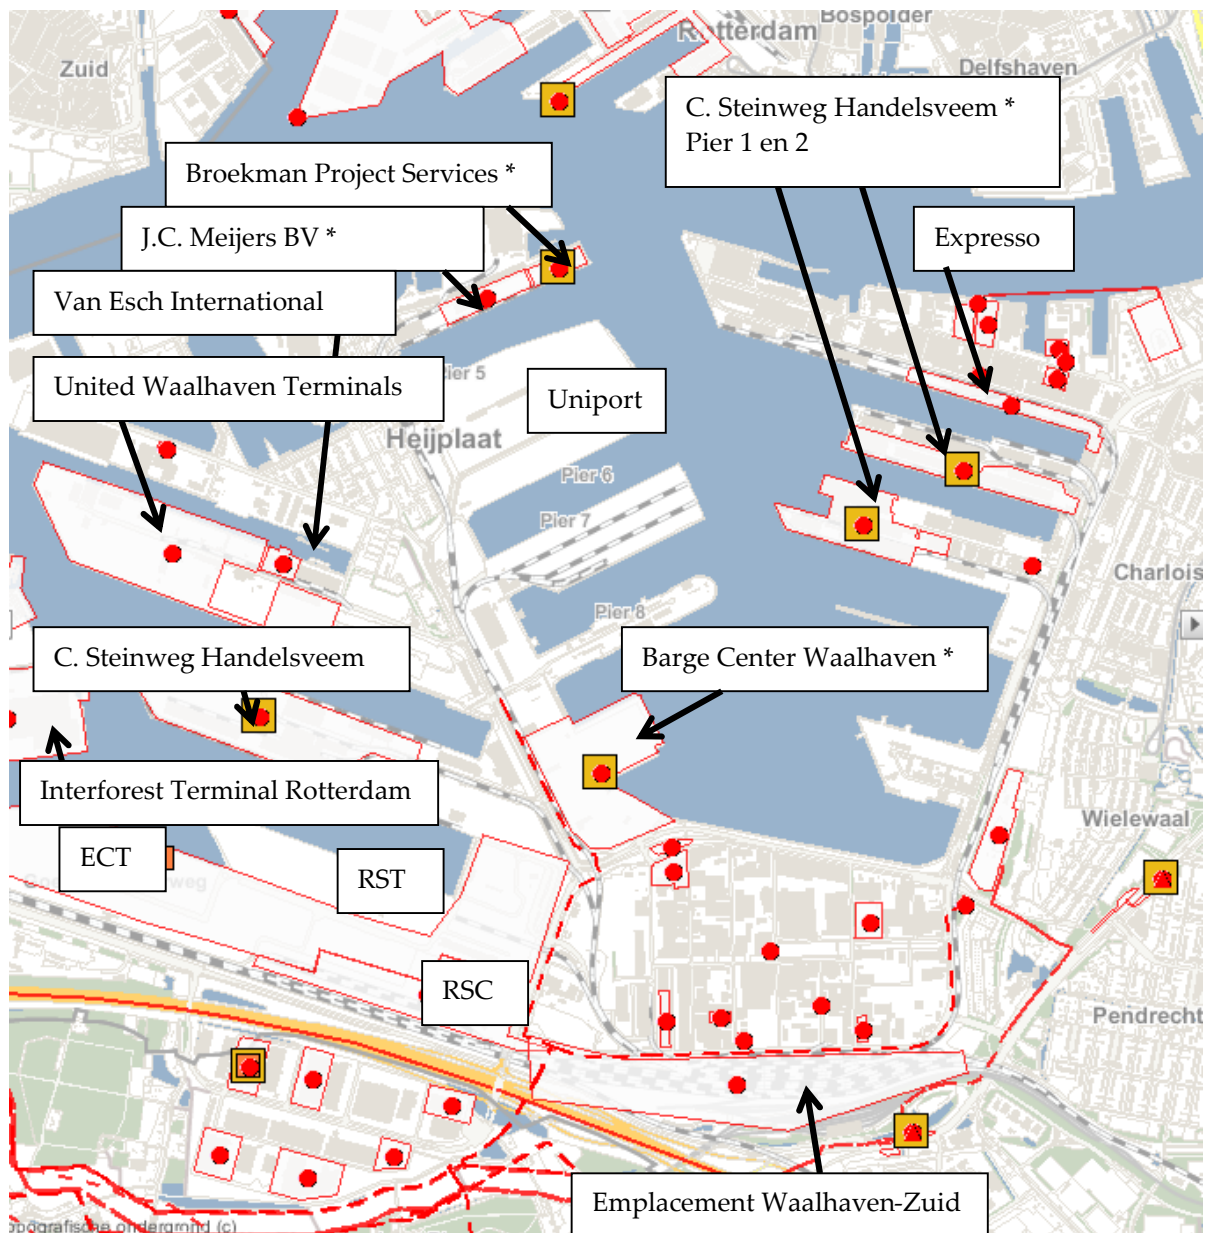 Bospolder
Rotterdam
Zuid
Delfshaven
C. Steinweg Handelsveem *
Pier 1 en 2
Broekman Project Services *
J.C. Meijers BV *
Expresso
Van Esch International
United Waalhaven Terminals
Pier 5
Uniport
Heijplaat
Pier 6
Pier 7
Charlois
Pier 8
C. Steinweg Handelsveem
Barge Center Waalhaven *
Interforest Terminal Rotterdam
Wielewaal
ECT
RST
RSC
Pendrecht
Emplacement Waalhaven-Zuid
opografische ondergrond (c)